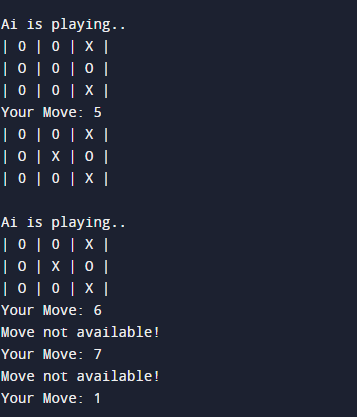 Ai is playing..
| O | O | X |
| O | O | O |
| O | O | X |
Your Move: 5
| O | O | X |
| O | X | O |
| O | O | X |
Ai is playing..
| O | O | X |
| O | X | O |
| O | O | X |
Your Move: 6
Move not available!
Your Move: 7
Move not available!
Your Move: 1